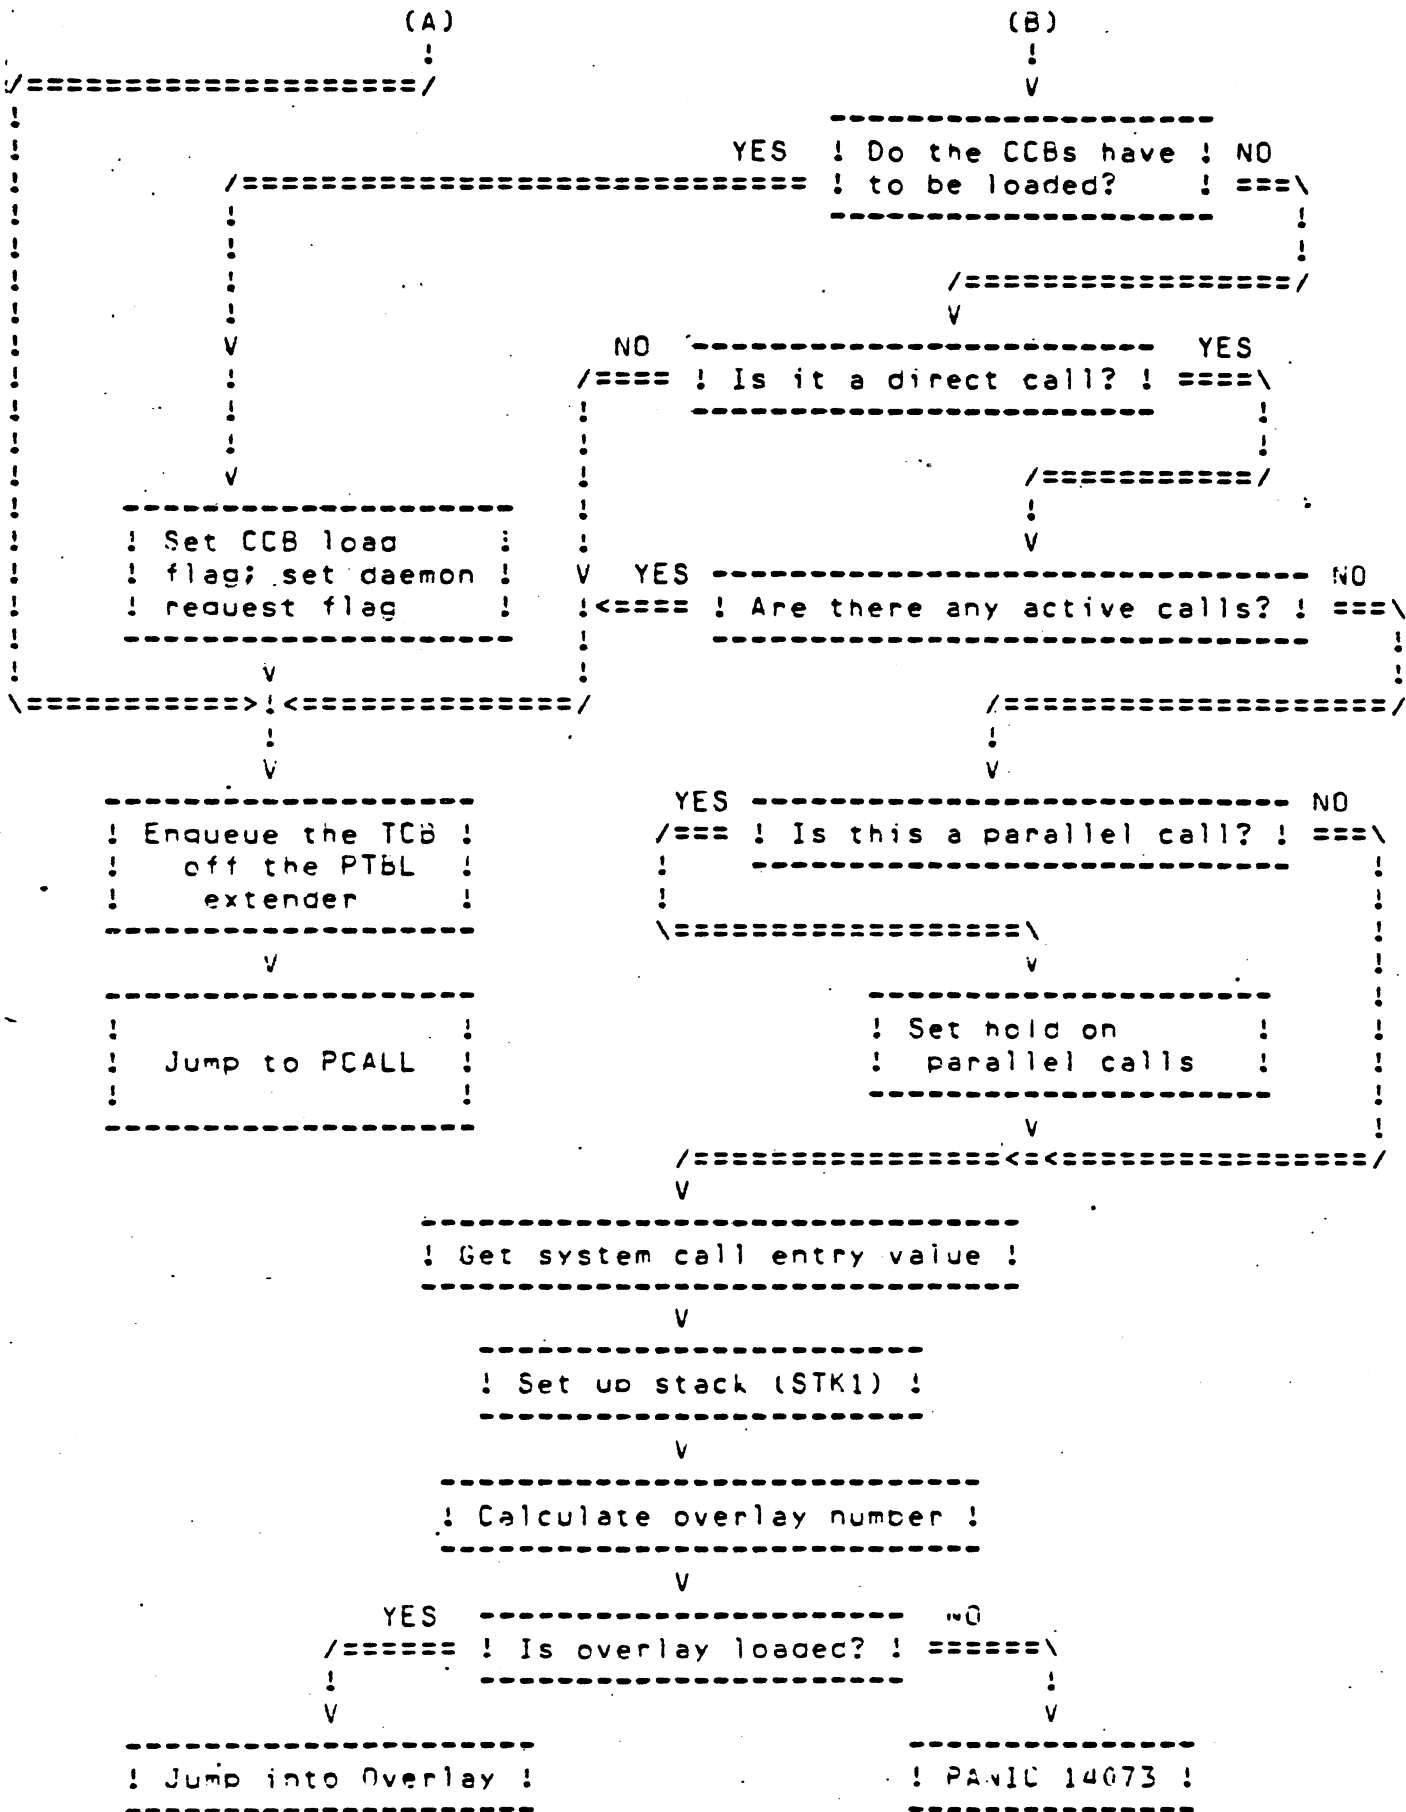 (A)
(B)
YES
Do the CCBs have
to be loaded?
NO
NO
Is it a direct call?
YES
Set CCB load
flag; set daemon
request flag
YES
Are there any active calls?
NO
Enqueue the TCB
off the PTBL
extender
YES
Is this a parallel call?
NO
Jump to PCALL
Set hold on
parallel calls
Get system call entry value
Set up stack (STK1)
Calculate overlay number
YES
Is overlay loaded?
NO
Jump into Overlay
PANIC 14073